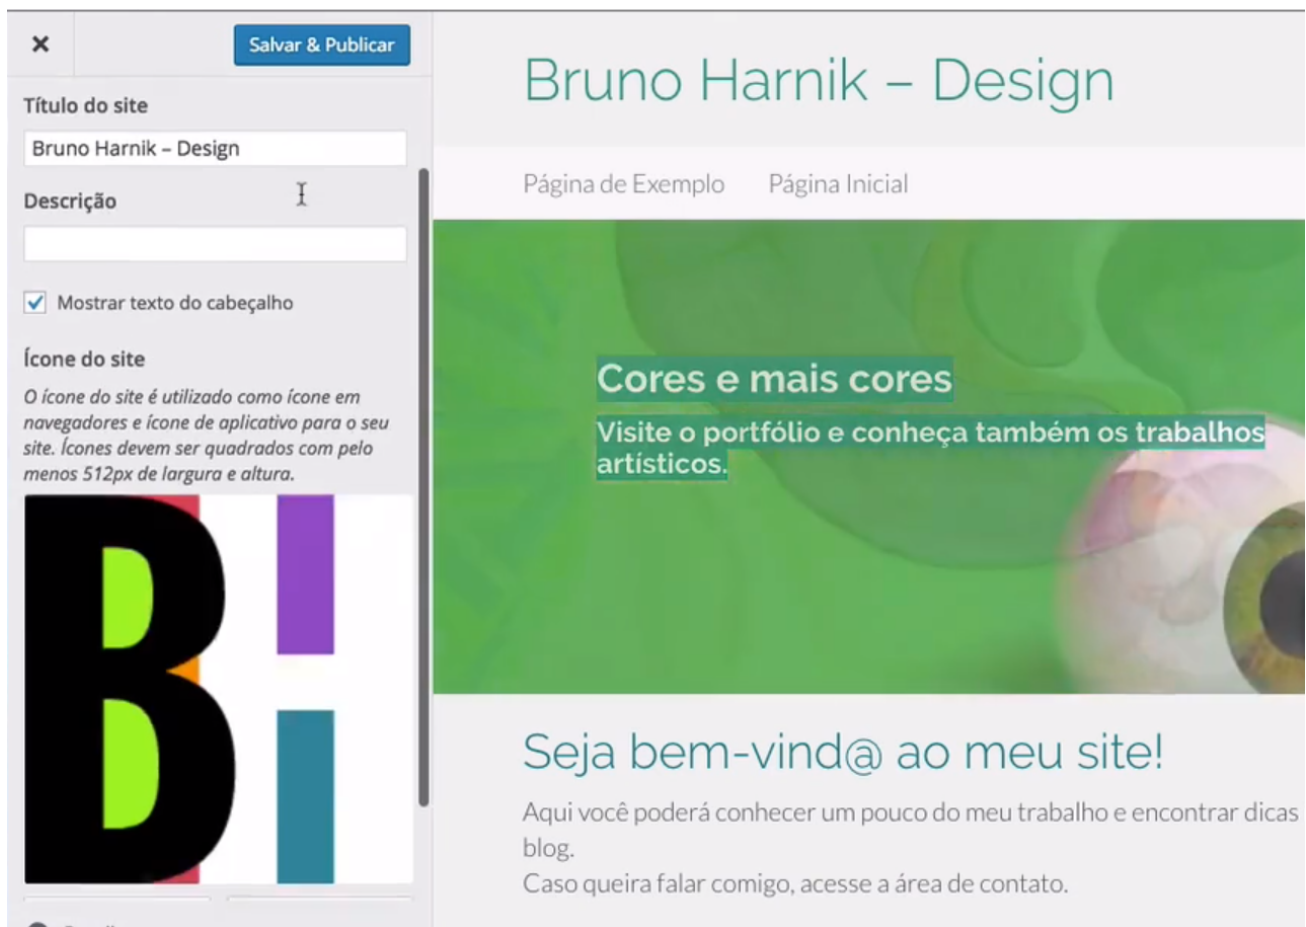 Salvar & Publicar
Título do site
Bruno Harnik – Design
Descrição
Mostrar texto do cabeçalho
Ícone do site
O ícone do site é utilizado como ícone em
navegadores e ícone de aplicativo para o seu
site. Ícones devem ser quadrados com pelo
menos 512px de largura e altura.
B
Bruno Harnik – Design
Página de Exemplo Página Inicial
Cores e mais cores
Visite o portfólio e conheça também os trabalhos
artísticos.
Seja bem-vind@ ao meu site!
Aqui você poderá conhecer um pouco do meu trabalho e encontrar dicas
blog.
Caso queira falar comigo, acesse a área de contato.